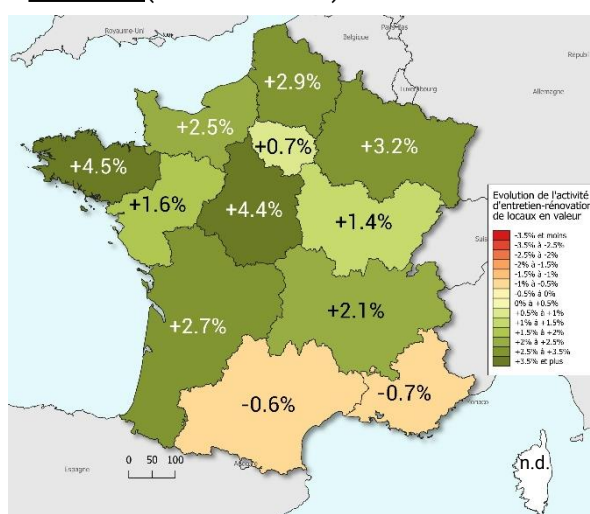 Royaume-Uni
Belgique
Pays-Bas
Luxembourg
Allemagne
+2.9%
+2.5%
+0.7%
+3.2%
+4.5%
+1.6%
+4.4%
+1.4%
+2.7%
+2.1%
-0.6%
-0.7%
n.d.
Evolution de l'activité
d'entretien-rénovation
de locaux en valeur
-3.5% et moins
-3.5% à -2.5%
-2.5% à -2%
-2% à -1.5%
-1.5% à -1%
-1% à -0.5%
-0.5% à 0%
0% à +0.5%
+0.5% à +1%
+1% à +1.5%
+1.5% à +2%
+2% à +2.5%
+2.5% à +3.5%
+3.5% et plus
Espagne
0 50 100